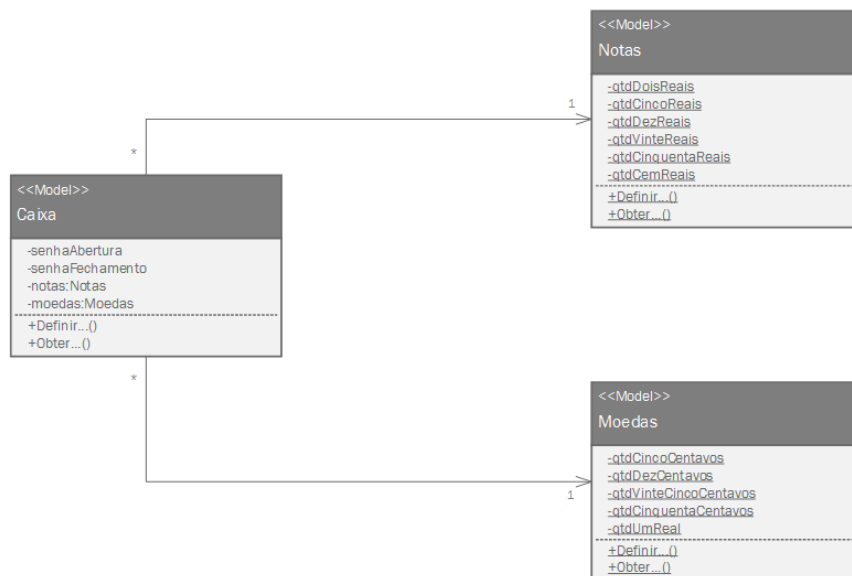 <<Model>>
Notas
-qtdDoisReais
-qtdCincoReais
-qtdDezReais
-qtdVinteReais
-qtdCinquentaReais
-qtdCemReais
+Definir...()
+Obter...()
1
*
<<Model>>
Caixa
-senhaAbertura
-senhaFechamento
-notas:Notas
-moedas:Moedas
+Definir...()
+Obter...()
*
1
<<Model>>
Moedas
-qtdCincoCentavos
-qtdDezCentavos
-qtdVinteCincoCentavos
-qtdCinquentaCentavos
-qtdUmReal
+Definir...()
+Obter...()